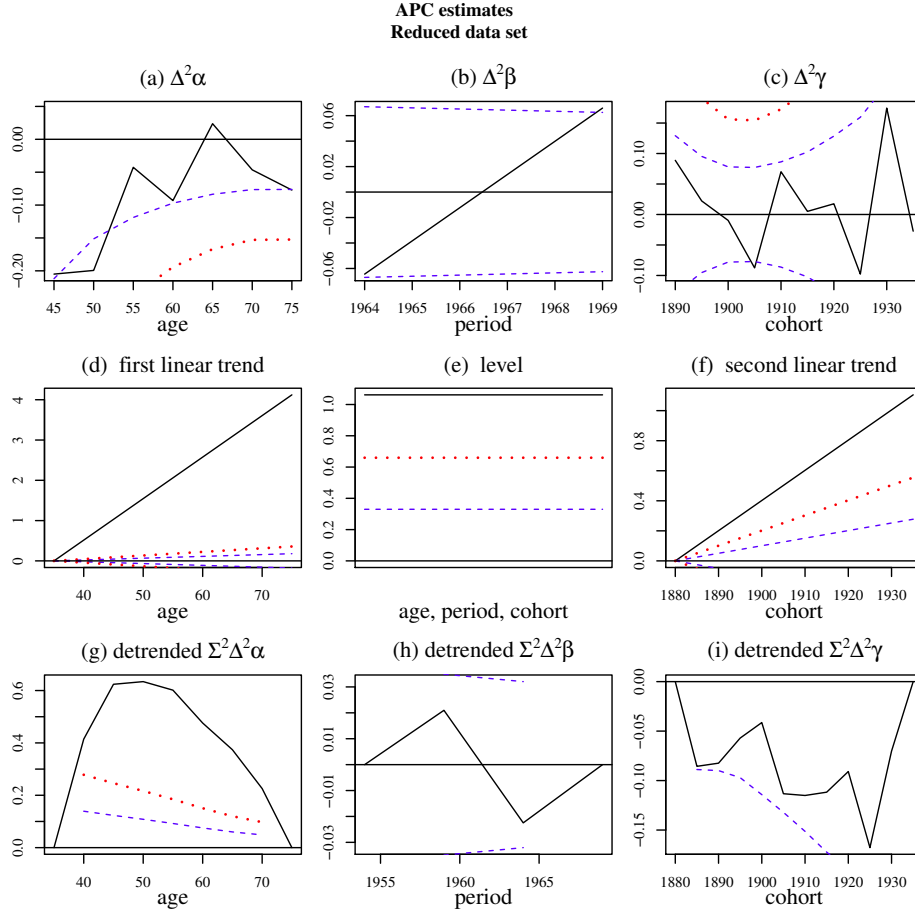 APC estimates
Reduced data set
(a) Δ²α
(b) Δ²β
(c) Δ²γ
0.00
−0.10
−0.20
45 50 55 60 65 70 75
age
0.06
0.02
−0.02
−0.06
1964 1965 1966 1967 1968 1969
period
0.10
0.00
−0.10
1890 1900 1910 1920 1930
cohort
(d) first linear trend
(e) level
(f) second linear trend
4
3
2
1
0
40 50 60 70
age
1.0
0.8
0.6
0.4
0.2
0.0
age, period, cohort
0.8
0.4
0.0
1880 1890 1900 1910 1920 1930
cohort
(g) detrended Σ²Δ²α
(h) detrended Σ²Δ²β
(i) detrended Σ²Δ²γ
0.6
0.4
0.2
0.0
40 50 60 70
age
0.03
0.01
−0.01
−0.03
1955 1960 1965
period
0.00
−0.05
−0.10
−0.15
1880 1890 1900 1910 1920 1930
cohort